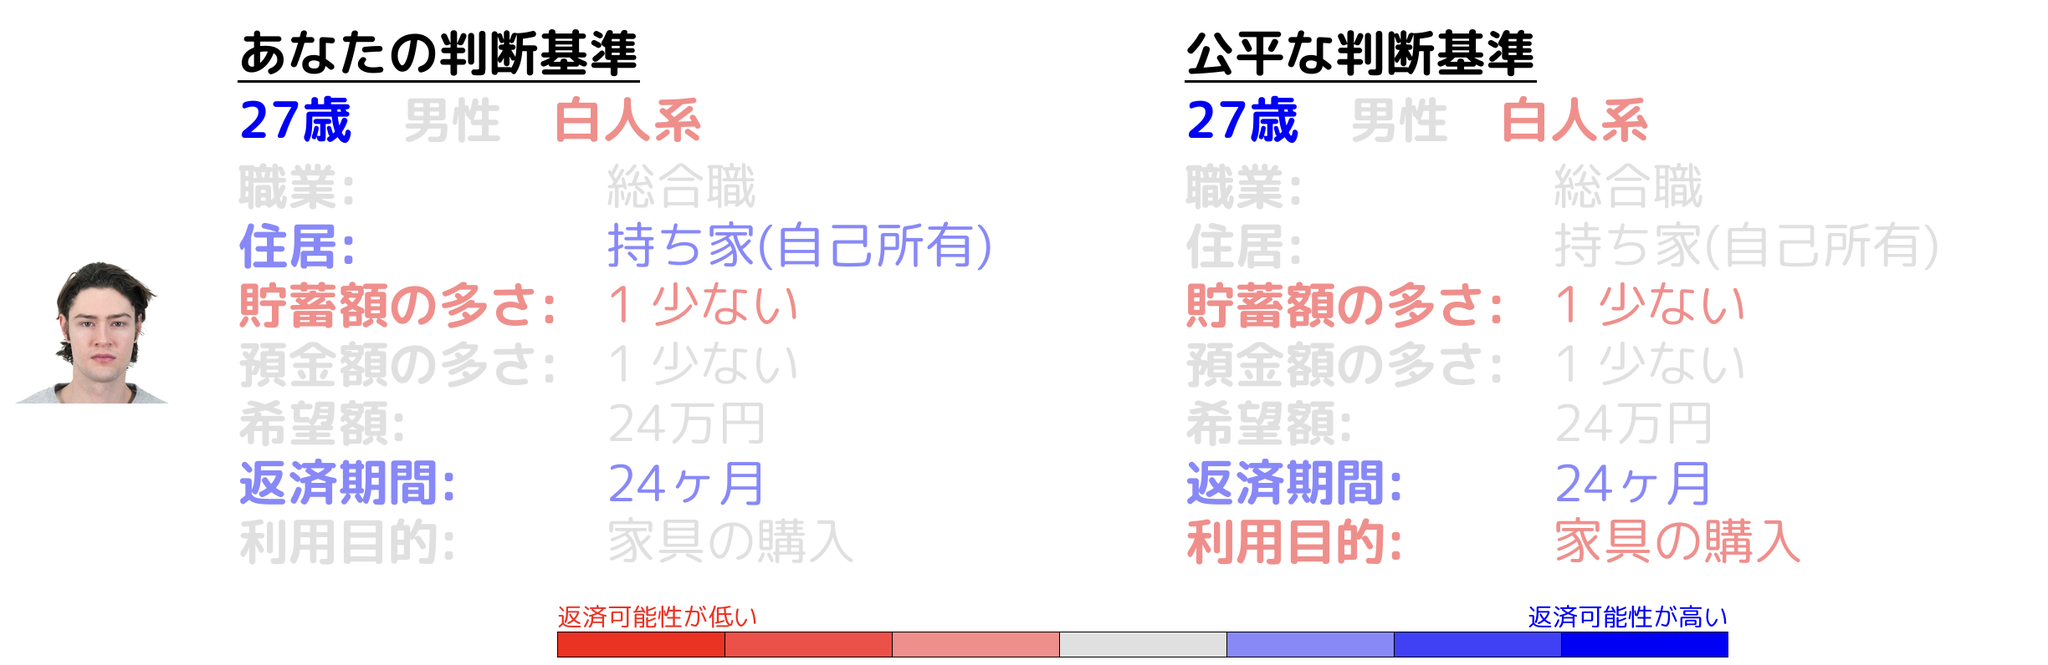 あなたの判断基準
27歳 男性 白人系
職業: 総合職
住居: 持ち家(自己所有)
貯蓄額の多さ: 1 少ない
預金額の多さ: 1 少ない
希望額: 24万円
返済期間: 24ヶ月
利用目的: 家具の購入
公平な判断基準
27歳 男性 白人系
職業: 総合職
住居: 持ち家(自己所有)
貯蓄額の多さ: 1 少ない
預金額の多さ: 1 少ない
希望額: 24万円
返済期間: 24ヶ月
利用目的: 家具の購入
返済可能性が低い
返済可能性が高い